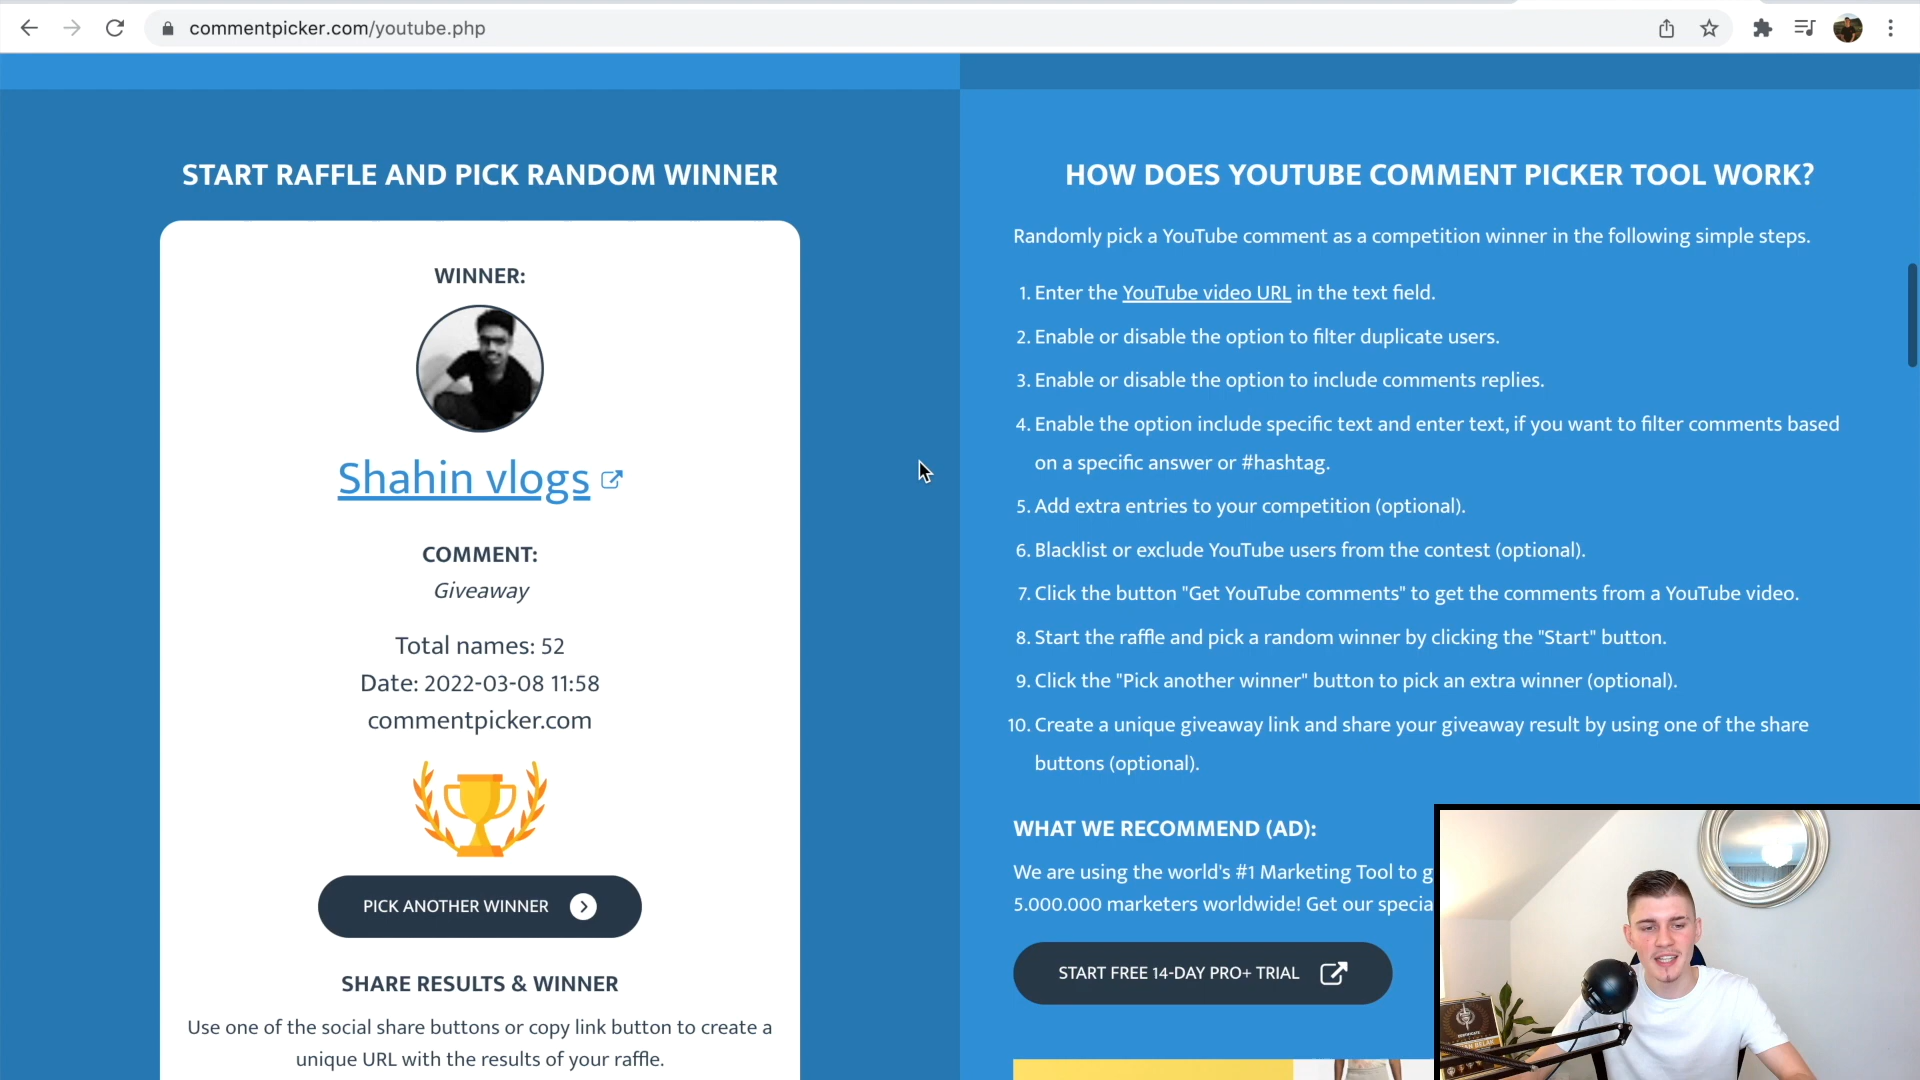 commentpicker.com/youtube.php
START RAFFLE AND PICK RANDOM WINNER
WINNER:
Shahin vlogs
COMMENT:
Giveaway
Total names: 52
Date: 2022-03-08 11:58
commentpicker.com
PICK ANOTHER WINNER
SHARE RESULTS & WINNER
Use one of the social share buttons or copy link button to create a
unique URL with the results of your raffle.
HOW DOES YOUTUBE COMMENT PICKER TOOL WORK?
Randomly pick a YouTube comment as a competition winner in the following simple steps.
1. Enter the YouTube video URL in the text field.
2. Enable or disable the option to filter duplicate users.
3. Enable or disable the option to include comments replies.
4. Enable the option include specific text and enter text, if you want to filter comments based
on a specific answer or #hashtag.
5. Add extra entries to your competition (optional).
6. Blacklist or exclude YouTube users from the contest (optional).
7. Click the button "Get YouTube comments" to get the comments from a YouTube video.
8. Start the raffle and pick a random winner by clicking the "Start" button.
9. Click the "Pick another winner" button to pick an extra winner (optional).
10. Create a unique giveaway link and share your giveaway result by using one of the share
buttons (optional).
WHAT WE RECOMMEND (AD):
We are using the world's #1 Marketing Tool to g
5.000.000 marketers worldwide! Get our specia
START FREE 14-DAY PRO+ TRIAL